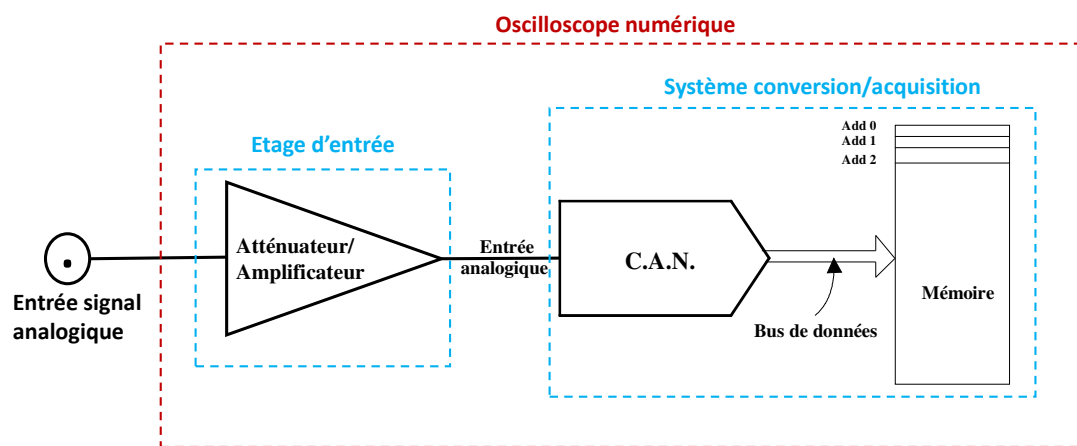 Oscilloscope numérique
Système conversion/acquisition
Etage d'entrée
Add 0
Add 1
Add 2
Atténuateur/
Amplificateur
Entrée
analogique
C.A.N.
Mémoire
Bus de données
Entrée signal
analogique